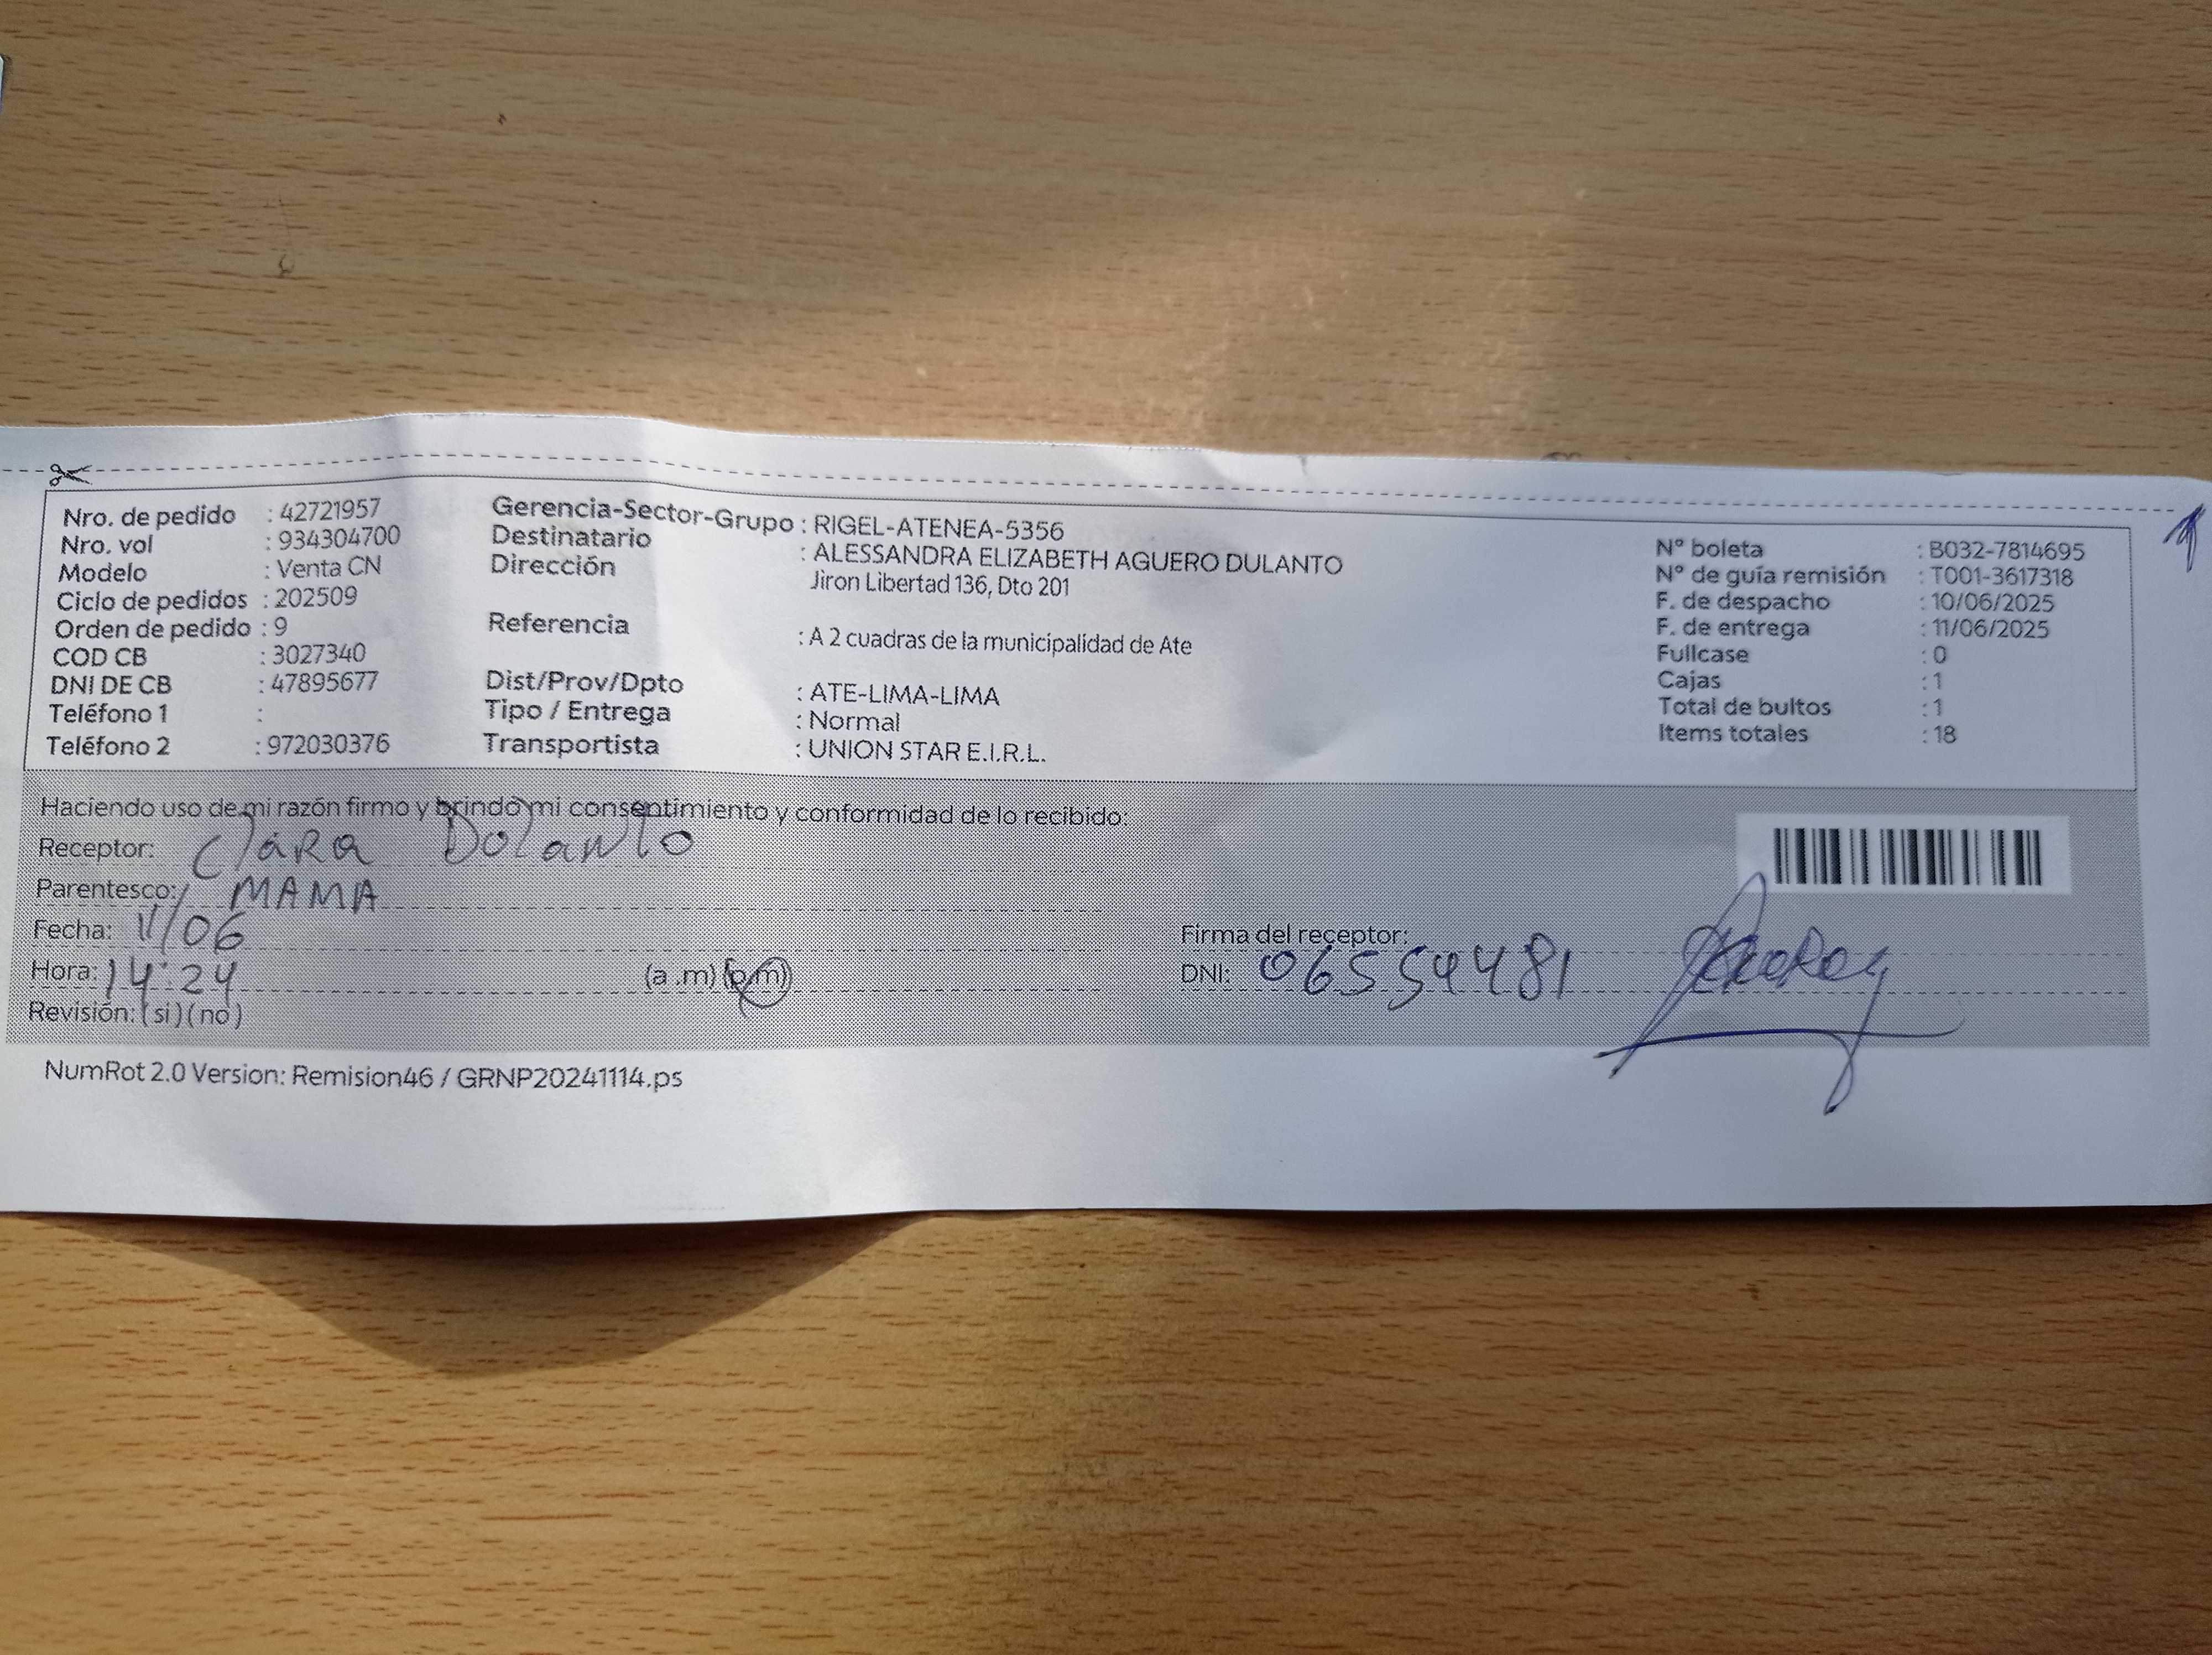 Nro. de pedido : 42721957
Nro. vol : 934304700
Modelo : Venta CN
Ciclo de pedidos : 202509
Orden de pedido : 9
COD CB : 3027340
DNI DE CB : 47895677
Teléfono 1 :
Teléfono 2 : 972030376
Gerencia-Sector-Grupo : RIGEL-ATENEA-5356
Destinatario : ALESSANDRA ELIZABETH AGUERO DULANTO
Dirección Jiron Libertad 136, Dto 201
Referencia : A 2 cuadras de la municipalidad de Ate
Dist/Prov/Dpto : ATE-LIMA-LIMA
Tipo / Entrega : Normal
Transportista : UNION STAR E.I.R.L.
N° boleta : B032-7814695
N° de guía remisión : T001-3617318
F. de despacho : 10/06/2025
F. de entrega : 11/06/2025
Fullcase : 0
Cajas : 1
Total de bultos : 1
Items totales : 18
Haciendo uso de mi razón firmo y brindo mi consentimiento y conformidad de lo recibido:
Receptor: Clara Dolanto
Parentesco: MAMA
Fecha: 11/06
Hora: 14:24 (a.m) (p.m)
Revisión: (si) (no)
Firma del receptor:
DNI: 06554481
NumRot 2.0 Version: Remision46 / GRNP20241114.ps